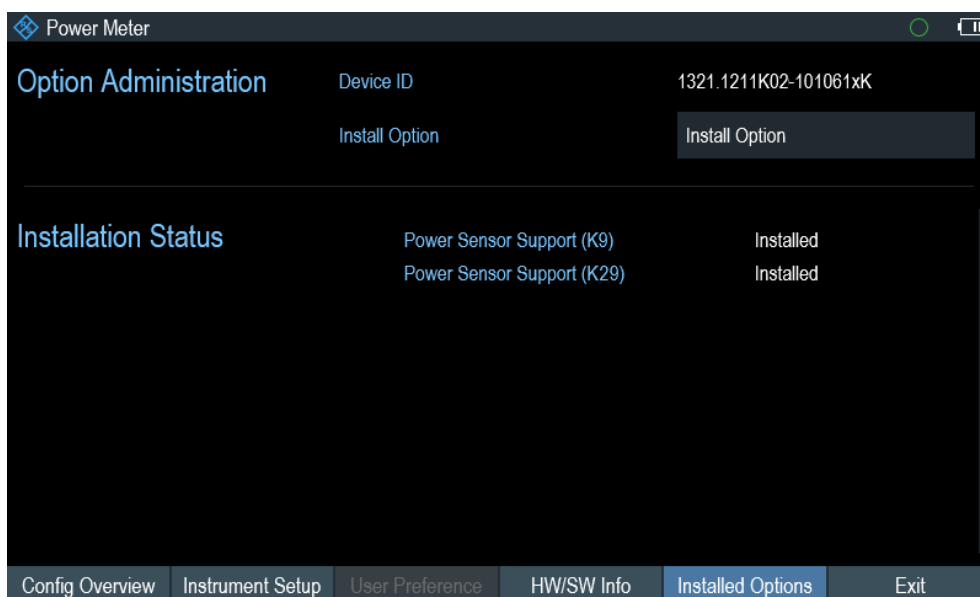 Power Meter
Option Administration Device ID 1321.1211K02-101061xK
Install Option Install Option
Installation Status Power Sensor Support (K9) Installed
Power Sensor Support (K29) Installed
Config Overview Instrument Setup User Preference HW/SW Info Installed Options Exit